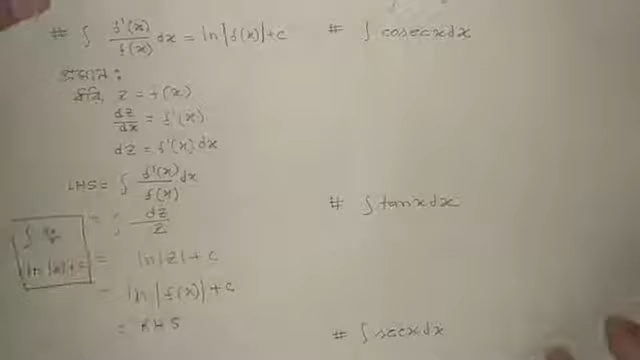 # ∫ f'(x)/f(x) dx = ln|f(x)|+c
প্রমাণ :
ধরি, z = f(x)
dz/dx = f'(x)
dz = f'(x) dx
LHS = ∫ f'(x)/f(x) dx
= ∫ dz/z
= ln|z| + c
= ln|f(x)| + c
= RHS
ln|x|+c
# ∫ cosecx dx
# ∫ tanx dx
# ∫ secx dx